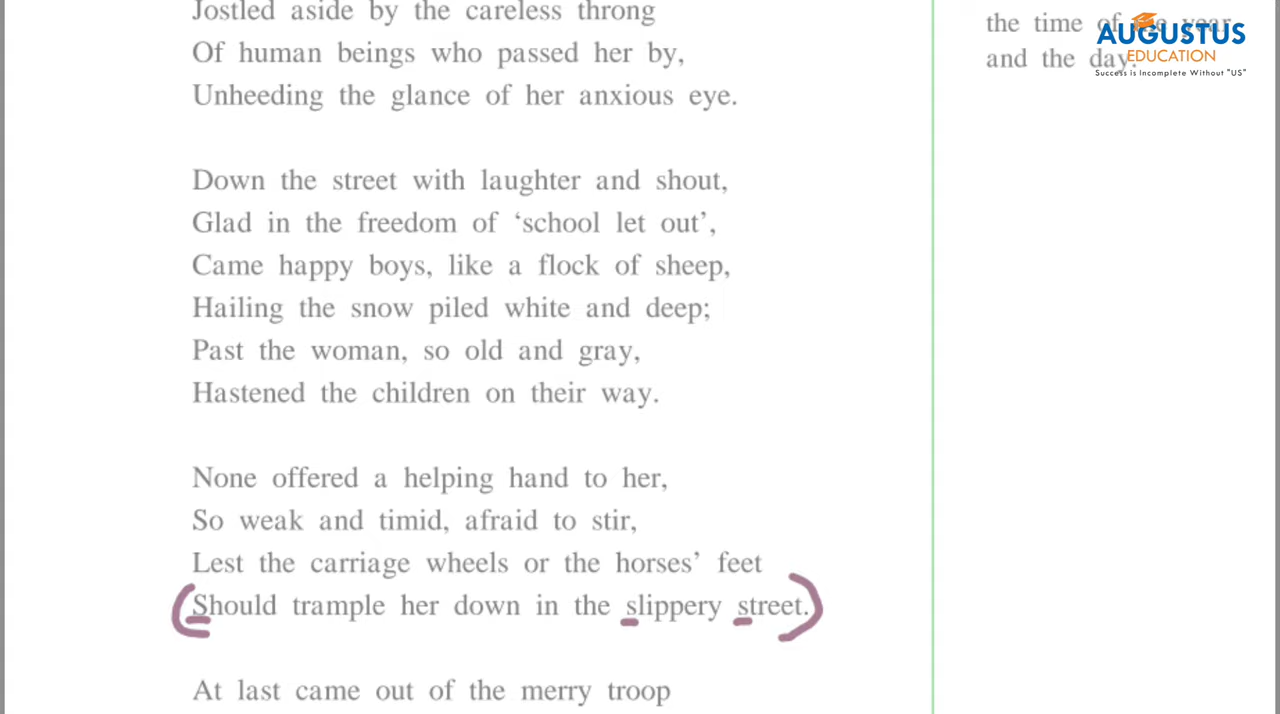 Jostled aside by the careless throng
Of human beings who passed her by,
Unheeding the glance of her anxious eye.
Down the street with laughter and shout,
Glad in the freedom of ‘school let out’,
Came happy boys, like a flock of sheep,
Hailing the snow piled white and deep;
Past the woman, so old and gray,
Hastened the children on their way.
None offered a helping hand to her,
So weak and timid, afraid to stir,
Lest the carriage wheels or the horses’ feet
Should trample her down in the slippery street.
At last came out of the merry troop
the time of the year
and the day.
AUGUSTUS
EDUCATION
Success is Incomplete Without "US"